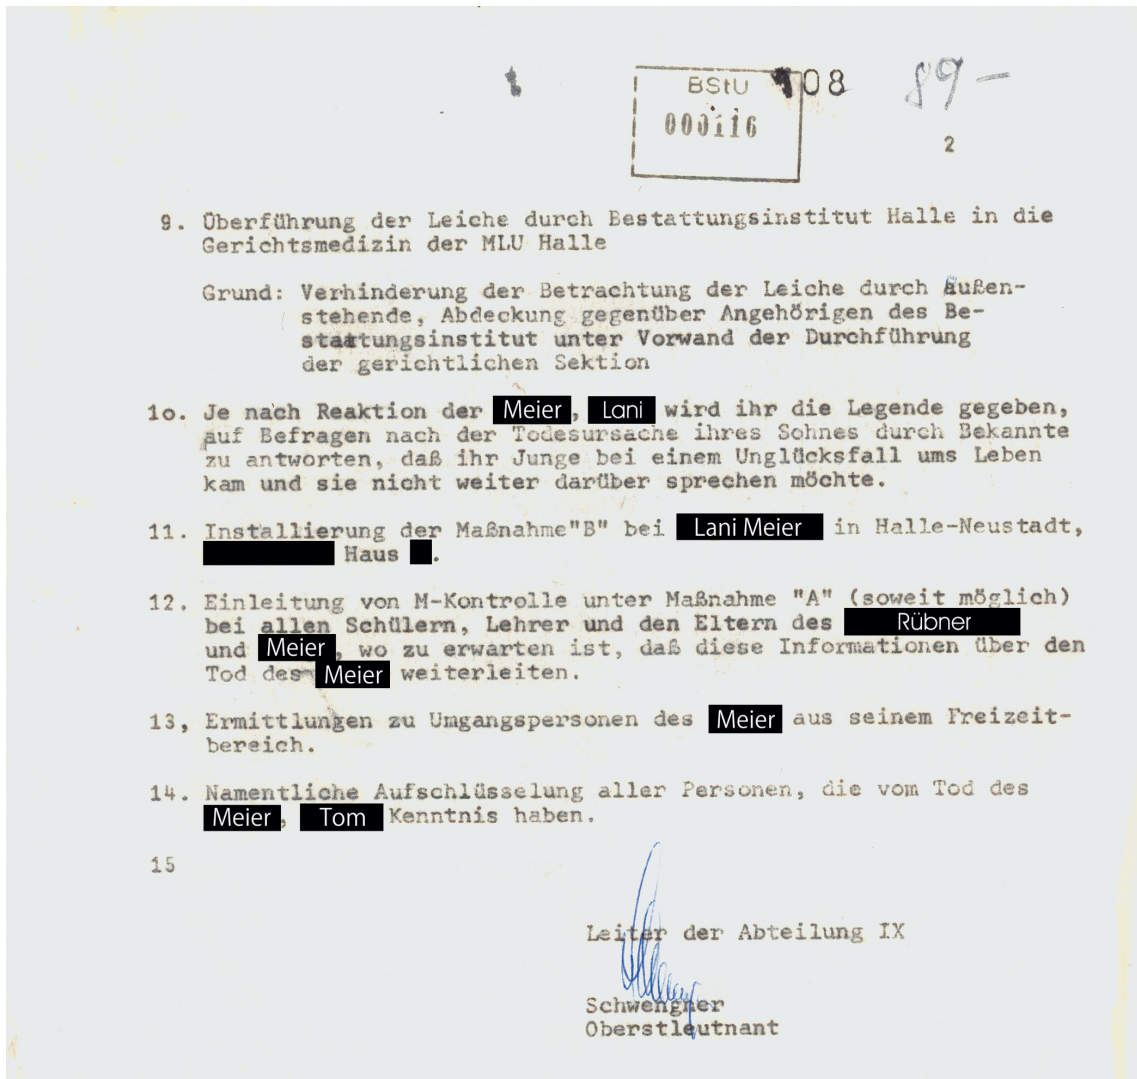 BStU 108 89-
000116
2
9. Überführung der Leiche durch Bestattungsinstitut Halle in die
Gerichtsmedizin der MLU Halle
Grund: Verhinderung der Betrachtung der Leiche durch Außen-
stehende, Abdeckung gegenüber Angehörigen des Be-
stattungsinstitut unter Vorwand der Durchführung
der gerichtlichen Sektion
1o. Je nach Reaktion der Meier, Lani wird ihr die Legende gegeben,
auf Befragen nach der Todesursache ihres Sohnes durch Bekannte
zu antworten, daß ihr Junge bei einem Unglücksfall ums Leben
kam und sie nicht weiter darüber sprechen möchte.
11. Installierung der Maßnahme"B" bei Lani Meier in Halle-Neustadt,
Haus .
12. Einleitung von M-Kontrolle unter Maßnahme "A" (soweit möglich)
bei allen Schülern, Lehrer und den Eltern des Rübner
und Meier, wo zu erwarten ist, daß diese Informationen über den
Tod des Meier weiterleiten.
13, Ermittlungen zu Umgangspersonen des Meier aus seinem Freizeit-
bereich.
14. Namentliche Aufschlüsselung aller Personen, die vom Tod des
Meier, Tom Kenntnis haben.
15
Leiter der Abteilung IX
Schwengner
Oberstleutnant